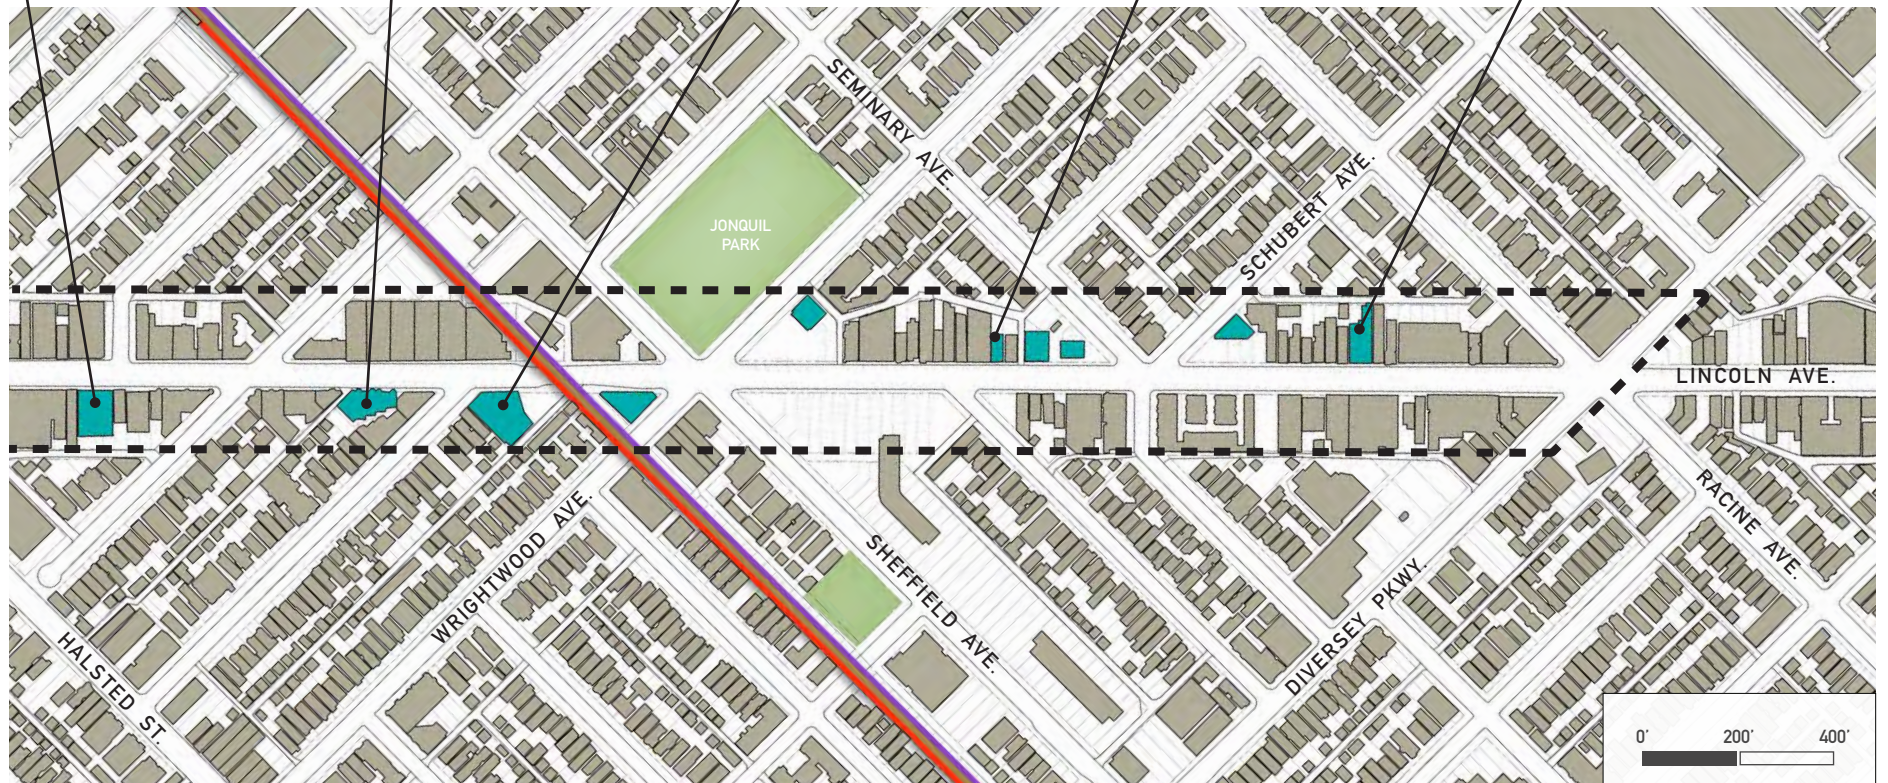 SEMINARY AVE.
SCHUBERT AVE.
JONQUIL
PARK
LINCOLN AVE.
WRIGHTWOOD AVE.
SHEFFIELD AVE.
DIVERSEY PKWY.
RACINE AVE.
HALSTED ST.
0' 200' 400'